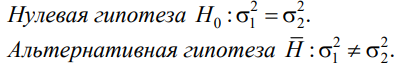 Нулевая гипотеза H₀ : σ₁² = σ₂².
Альтернативная гипотеза H̅ : σ₁² ≠ σ₂².